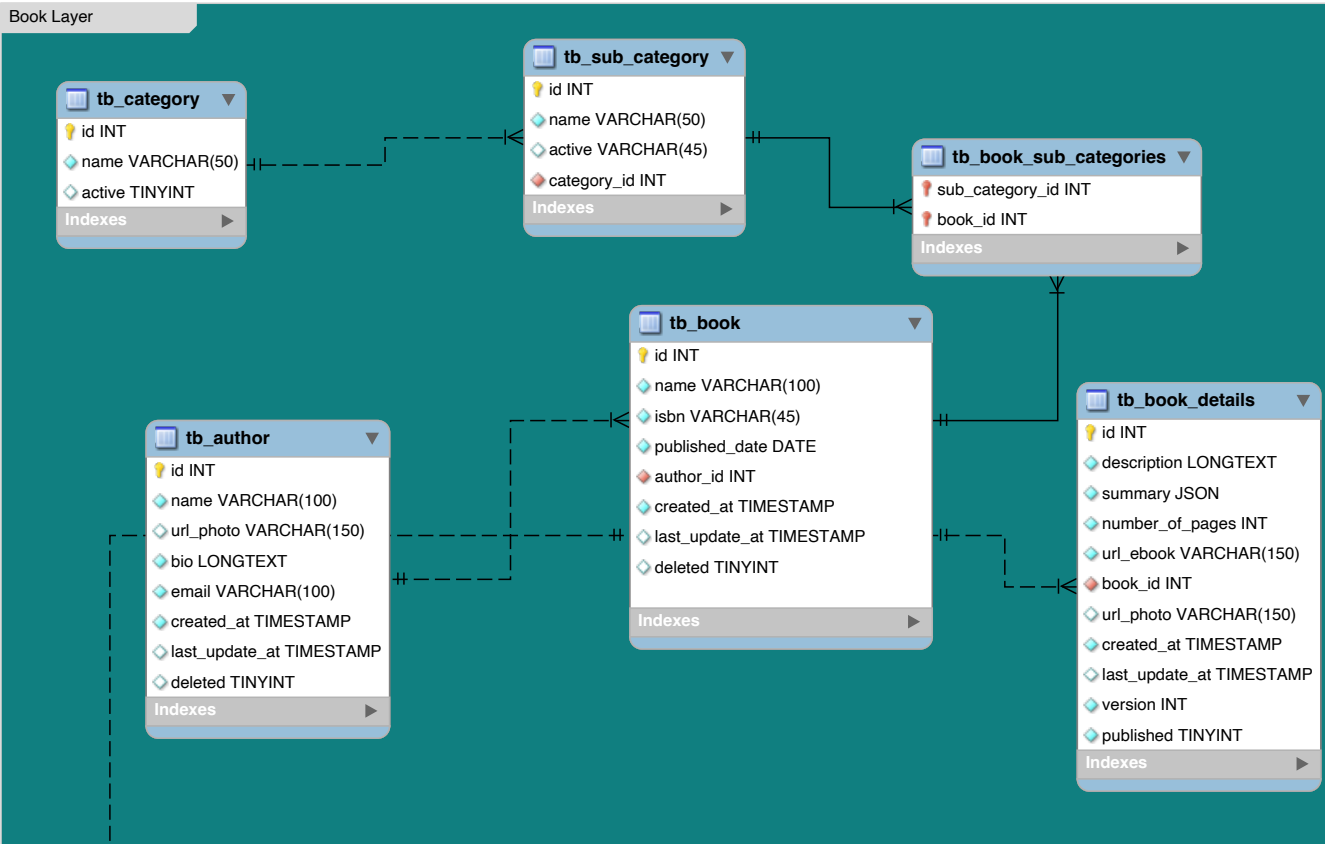 Book Layer
tb_category
id INT
name VARCHAR(50)
active TINYINT
Indexes
tb_sub_category
id INT
name VARCHAR(50)
active VARCHAR(45)
category_id INT
Indexes
tb_book_sub_categories
sub_category_id INT
book_id INT
Indexes
tb_book
id INT
name VARCHAR(100)
isbn VARCHAR(45)
published_date DATE
author_id INT
created_at TIMESTAMP
last_update_at TIMESTAMP
deleted TINYINT
Indexes
tb_author
id INT
name VARCHAR(100)
url_photo VARCHAR(150)
bio LONGTEXT
email VARCHAR(100)
created_at TIMESTAMP
last_update_at TIMESTAMP
deleted TINYINT
Indexes
tb_book_details
id INT
description LONGTEXT
summary JSON
number_of_pages INT
url_ebook VARCHAR(150)
book_id INT
url_photo VARCHAR(150)
created_at TIMESTAMP
last_update_at TIMESTAMP
version INT
published TINYINT
Indexes